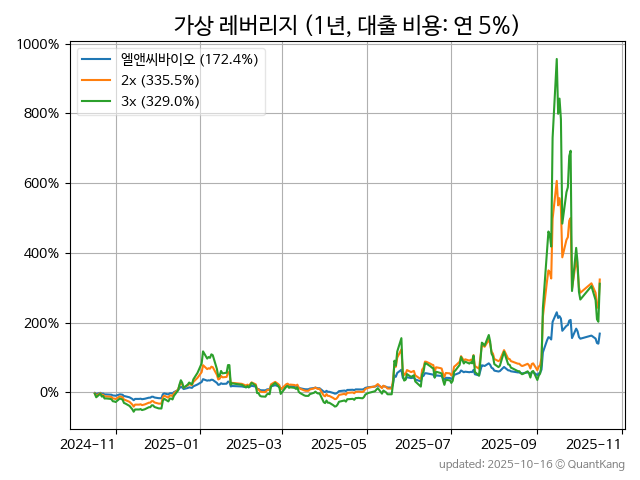 가상 레버리지 (1년, 대출 비용: 연 5%)
엘앤씨바이오 (172.4%)
2x (335.5%)
3x (329.0%)
1000%
800%
600%
400%
200%
0%
2024-11 2025-01 2025-03 2025-05 2025-07 2025-09 2025-11
updated: 2025-10-16 © QuantKang